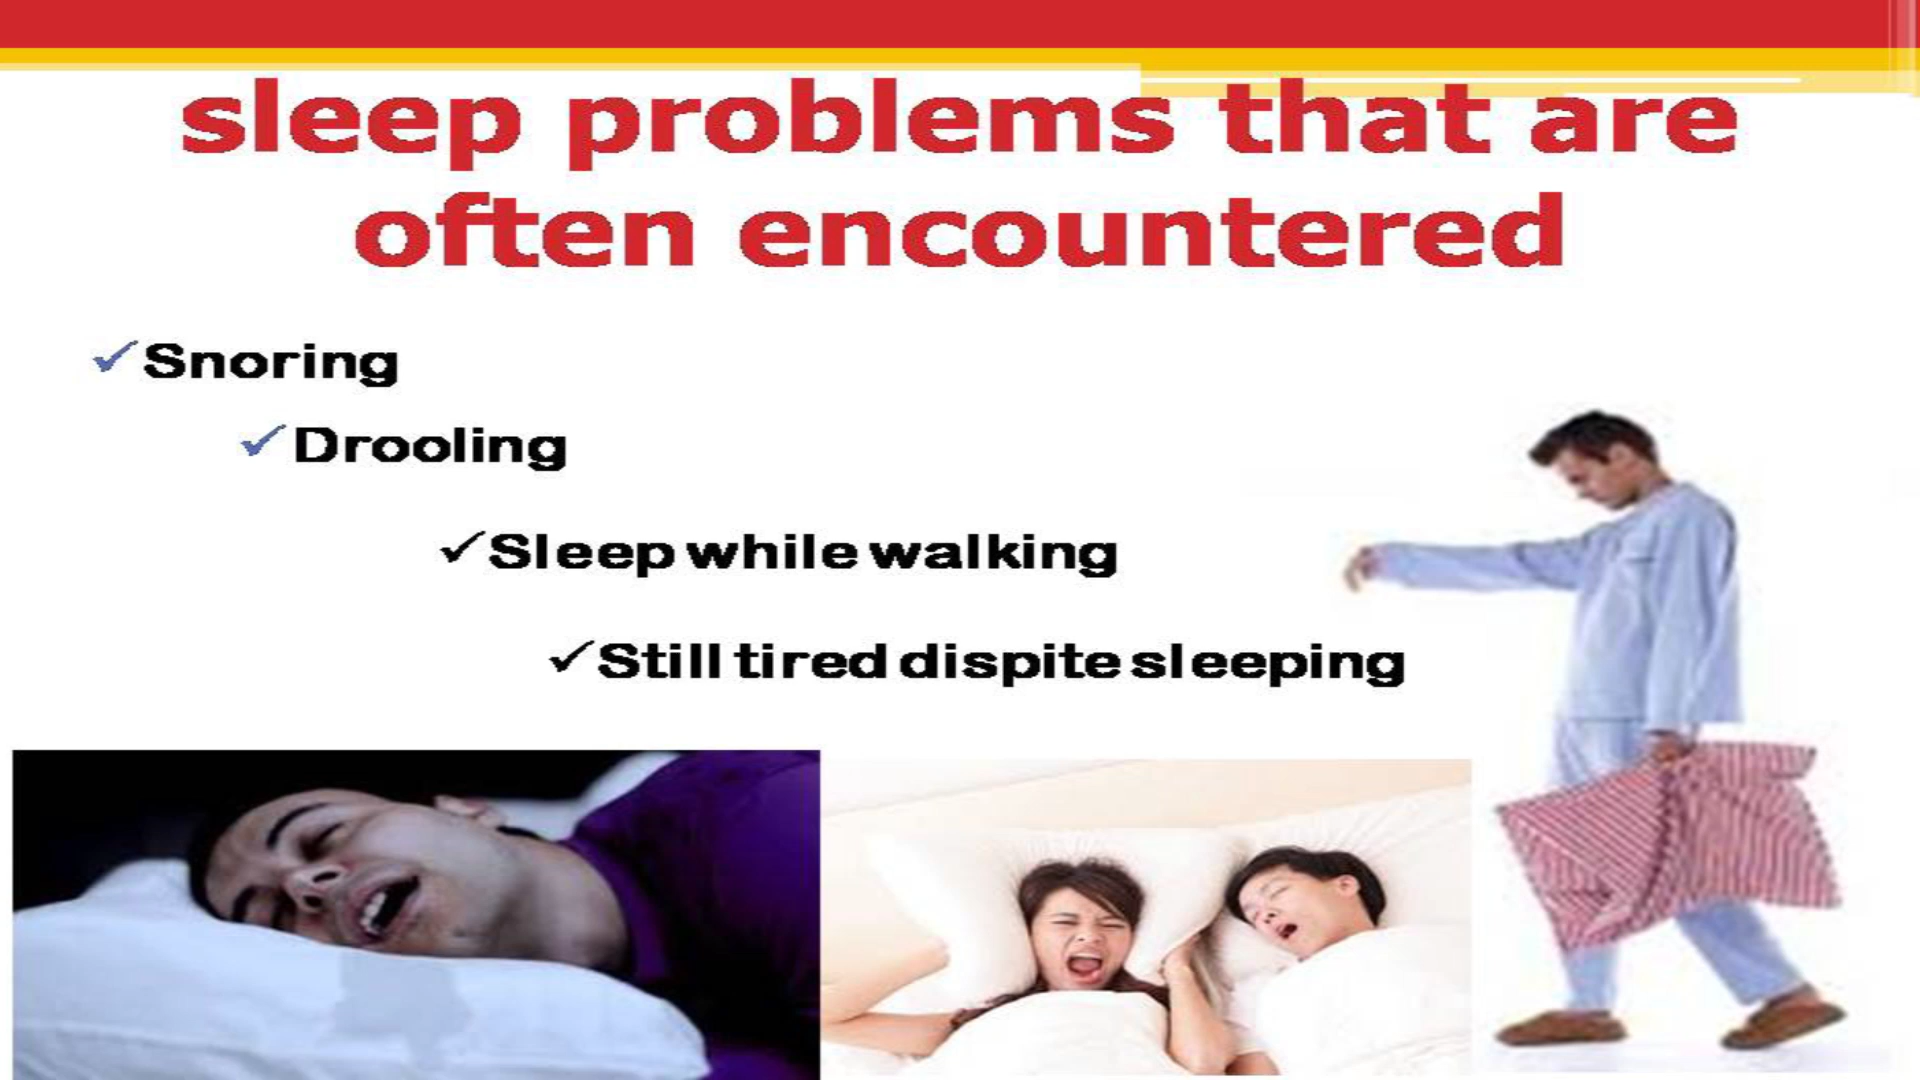 sleep problems that are
often encountered
✓Snoring
✓Drooling
✓Sleep while walking
✓Still tired dispite sleeping